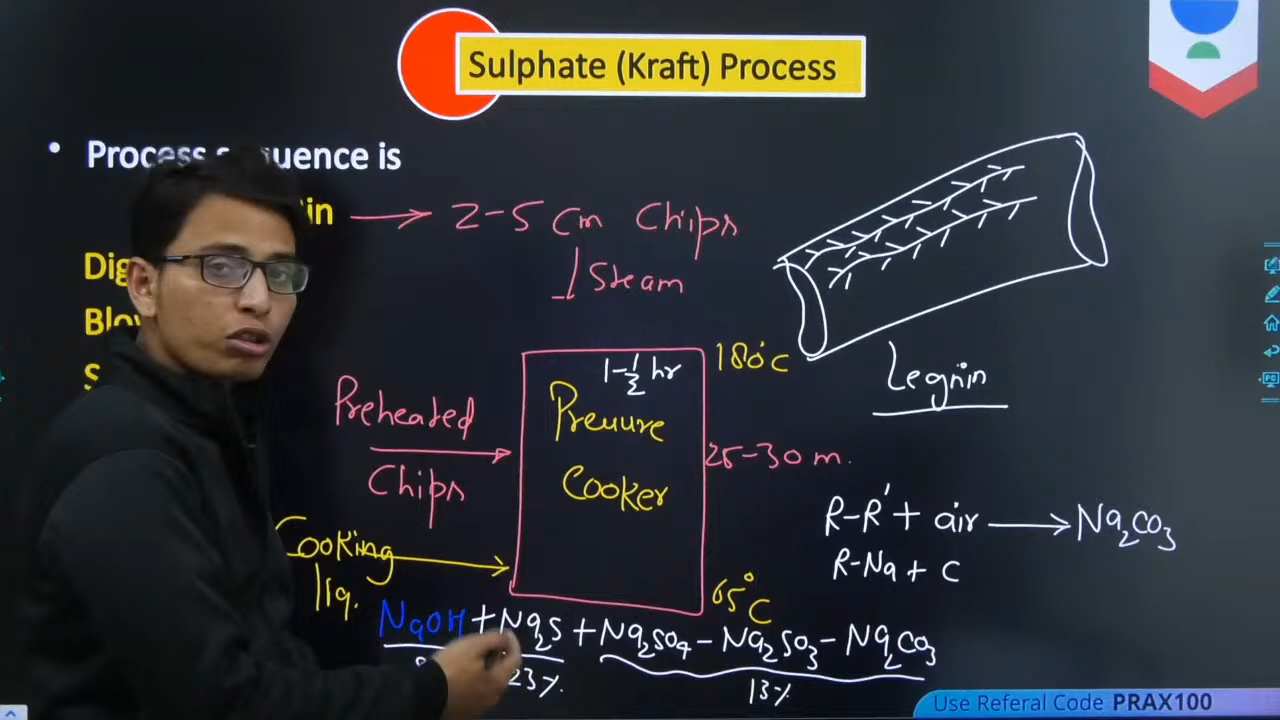 Sulphate (Kraft) Process
• Process sequence is
in → 2-5 cm Chips
Dig
Steam
Blo
S
180°C
1-1/2 hr
Legnin
Preheated
Chips
Preuure
Cooker
25-30 m.
R-R' + air → Na2CO3
R-Na + C
Cooking
liq.
65°C
NaOH + Na2S + Na2SO4 - Na2SO3 - Na2CO3
23%.
13%
Use Referal Code PRAX100